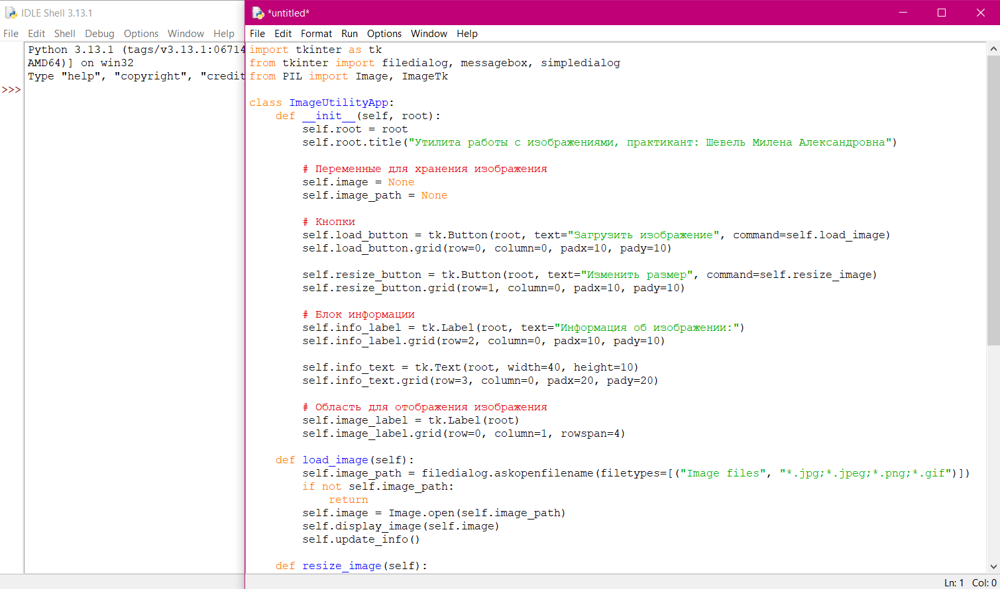 IDLE Shell 3.13.1
File Edit Shell Debug Options Window Help
Python 3.13.1 (tags/v3.13.1:06714
AMD64)] on win32
Type "help", "copyright", "credit
>>>
*untitled*
File Edit Format Run Options Window Help
import tkinter as tk
from tkinter import filedialog, messagebox, simpledialog
from PIL import Image, ImageTk
class ImageUtilityApp:
    def __init__(self, root):
        self.root = root
        self.root.title("Утилита работы с изображениями, практикант: Шевель Милена Александровна")
        # Переменные для хранения изображения
        self.image = None
        self.image_path = None
        # Кнопки
        self.load_button = tk.Button(root, text="Загрузить изображение", command=self.load_image)
        self.load_button.grid(row=0, column=0, padx=10, pady=10)
        self.resize_button = tk.Button(root, text="Изменить размер", command=self.resize_image)
        self.resize_button.grid(row=1, column=0, padx=10, pady=10)
        # Блок информации
        self.info_label = tk.Label(root, text="Информация об изображении:")
        self.info_label.grid(row=2, column=0, padx=10, pady=10)
        self.info_text = tk.Text(root, width=40, height=10)
        self.info_text.grid(row=3, column=0, padx=20, pady=20)
        # Область для отображения изображения
        self.image_label = tk.Label(root)
        self.image_label.grid(row=0, column=1, rowspan=4)
    def load_image(self):
        self.image_path = filedialog.askopenfilename(filetypes=[("Image files", "*.jpg;*.jpeg;*.png;*.gif")])
        if not self.image_path:
            return
        self.image = Image.open(self.image_path)
        self.display_image(self.image)
        self.update_info()
    def resize_image(self):
Ln: 1 Col: 0